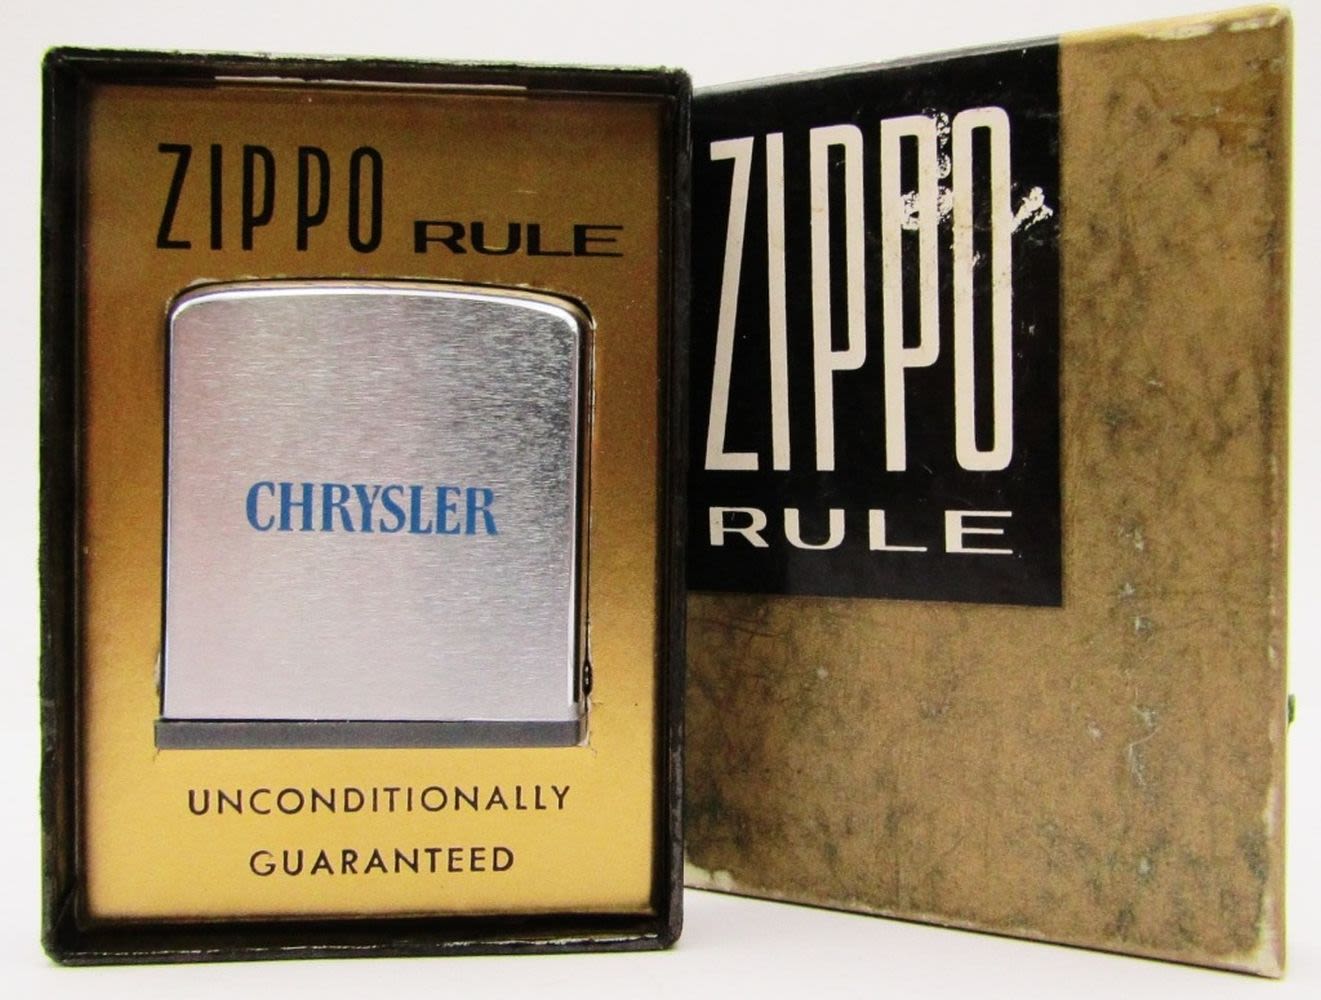 ZIPPO RULE
CHRYSLER
UNCONDITIONALLY
GUARANTEED
ZIPPO
RULE